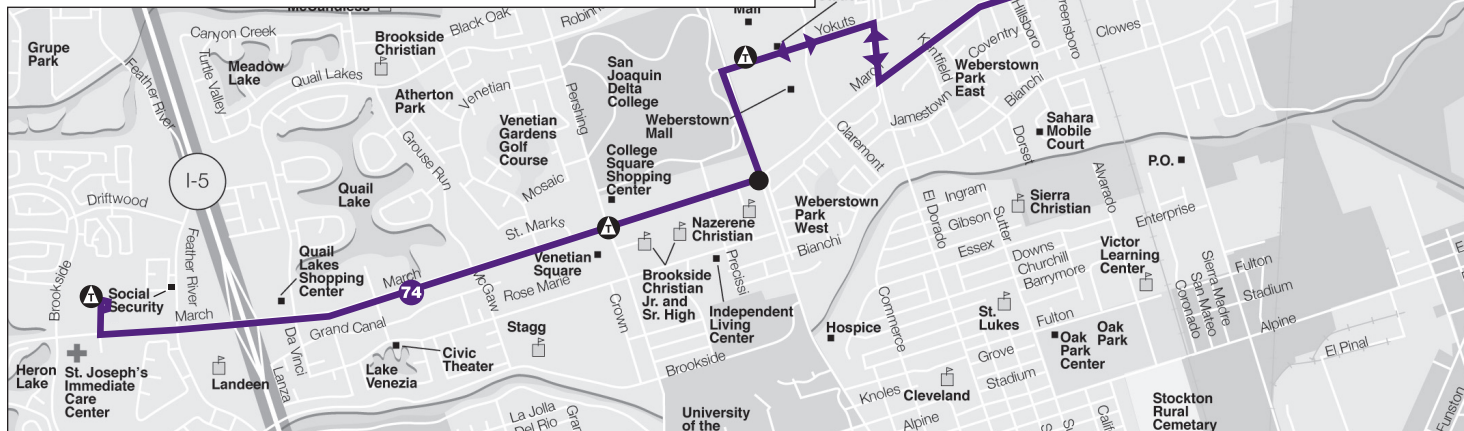 McCandless
Grupe
Park
Canyon Creek
Meadow
Lake
Feather River
Turtle Valley
Quail Lakes
Brookside
Christian
Black Oak
Atherton
Park
Venetian
Grouse Run
Venetian
Gardens
Golf
Course
Pershing
San
Joaquin
Delta
College
College
Square
Shopping
Center
Mall
Yokuts
Weberstown
Mall
March
Kentfield
Coventry
Hillsboro
Greensboro
Clowes
Weberstown
Park
East
Bianchi
Jamestown
Claremont
Dorset
Sahara
Mobile
Court
P.O.
I-5
Driftwood
Quail
Lake
Mosaic
St. Marks
Nazerene
Christian
Weberstown
Park
West
Bianchi
El Dorado
Ingram
Gibson
Essex
Sutter
Sierra
Christian
Alvarado
Enterprise
Downs
Churchill
Barrymore
Victor
Learning
Center
Sierra Madre
San Mateo
Coronado
Fulton
Stadium
Alpine
El Pinal
Brookside
Social
Security
Feather River
March
Quail
Lakes
Shopping
Center
March
74
McGaw
Rose Marie
Venetian
Square
Crown
Brookside
Christian
Jr. and
Sr. High
Precissi
Independent
Living
Center
Hospice
Commerce
St.
Lukes
Fulton
Oak
Park
Center
Oak
Park
Grove
Stadium
Heron
Lake
St. Joseph's
Immediate
Care
Center
Landeen
Da Vinci
Lanza
Grand Canal
Lake
Venezia
Civic
Theater
Stagg
Brookside
Knoles
Cleveland
Alpine
La Jolla
Del Rio
University
of the
Stockton
Rural
Cemetary
Funston